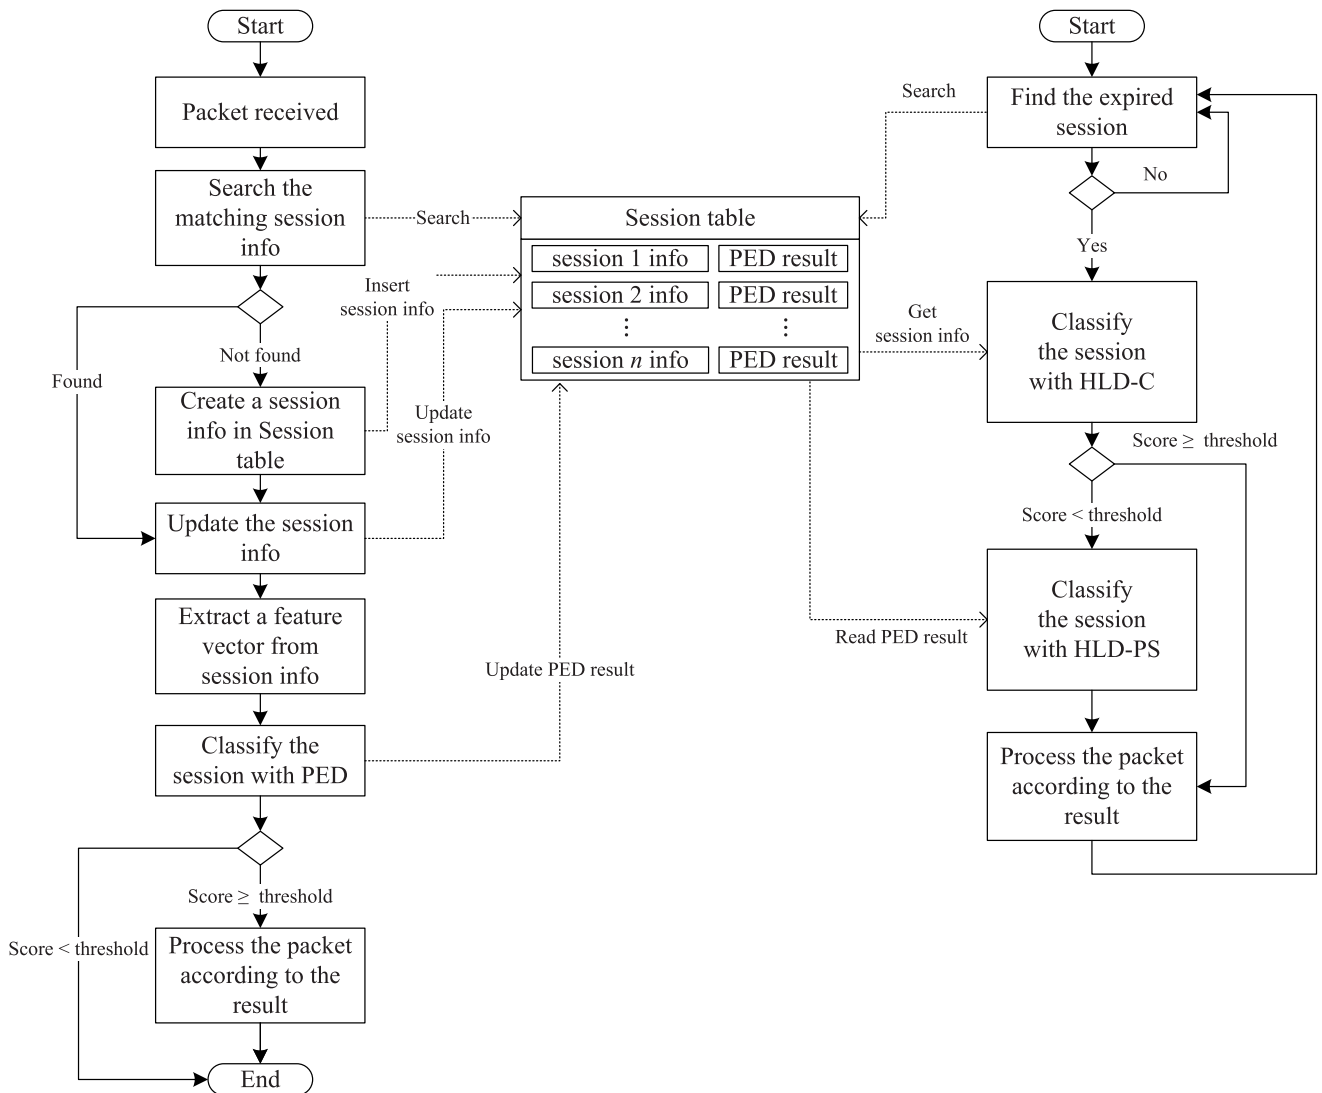 Start
Packet received
Search the
matching session
info
Found
Not found
Create a session
info in Session
table
Update the session
info
Extract a feature
vector from
session info
Classify the
session with PED
Score ≥ threshold
Score < threshold
Process the packet
according to the
result
End
Search
Insert
session info
Update
session info
Update PED result
Session table
session 1 info PED result
session 2 info PED result
⋮ ⋮
session n info PED result
Search
Get
session info
Read PED result
Start
Find the expired
session
No
Yes
Classify
the session
with HLD-C
Score ≥ threshold
Score < threshold
Classify
the session
with HLD-PS
Process the packet
according to the
result